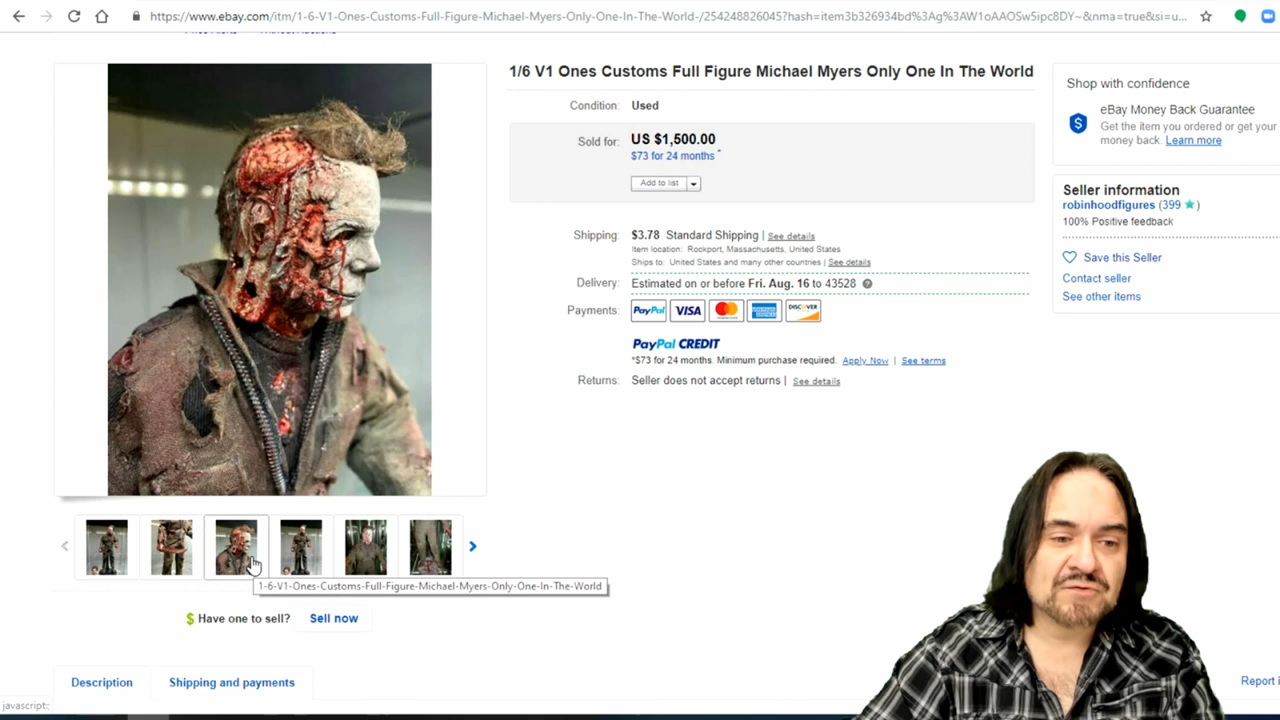 https://www.ebay.com/itm/1-6-V1-Ones-Customs-Full-Figure-Michael-Myers-Only-One-In-The-World-/254248826045?hash=item3b326934bd%3Ag%3AW1oAAOSw5ipc8DY~&nma=true&si=u...
1/6 V1 Ones Customs Full Figure Michael Myers Only One In The World
Condition: Used
Sold for: US $1,500.00
$73 for 24 months *
Add to list
Shipping: $3.78 Standard Shipping | See details
Item location: Rockport, Massachusetts, United States
Ships to: United States and many other countries | See details
Delivery: Estimated on or before Fri. Aug. 16 to 43528 ?
Payments: PayPal VISA MasterCard AMERICAN EXPRESS DISCOVER
PayPal CREDIT
*$73 for 24 months. Minimum purchase required. Apply Now | See terms
Returns: Seller does not accept returns | See details
Shop with confidence
eBay Money Back Guarantee
Get the item you ordered or get your
money back. Learn more
Seller information
robinhoodfigures (399 )
100% Positive feedback
Save this Seller
Contact seller
See other items
1-6-V1-Ones-Customs-Full-Figure-Michael-Myers-Only-One-In-The-World
$ Have one to sell? Sell now
Description
Shipping and payments
Report i
javascript:;